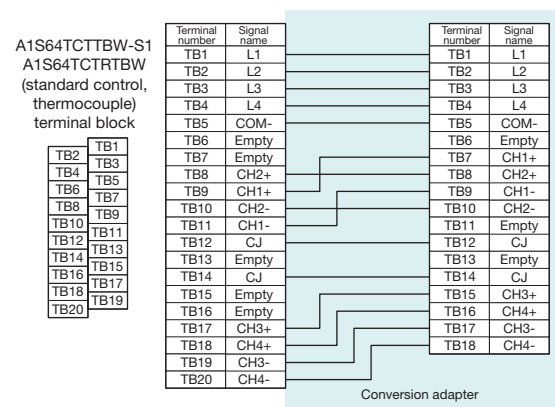 A1S64TCTTBW-S1
A1S64TCTRTBW
(standard control,
thermocouple)
terminal block
TB1
TB2
TB3
TB4
TB5
TB6
TB7
TB8
TB9
TB10
TB11
TB12
TB13
TB14
TB15
TB16
TB17
TB18
TB19
TB20
Terminal number Signal name
TB1 L1
TB2 L2
TB3 L3
TB4 L4
TB5 COM-
TB6 Empty
TB7 Empty
TB8 CH2+
TB9 CH1+
TB10 CH2-
TB11 CH1-
TB12 CJ
TB13 Empty
TB14 CJ
TB15 Empty
TB16 Empty
TB17 CH3+
TB18 CH4+
TB19 CH3-
TB20 CH4-
Terminal number Signal name
TB1 L1
TB2 L2
TB3 L3
TB4 L4
TB5 COM-
TB6 Empty
TB7 CH1+
TB8 CH2+
TB9 CH1-
TB10 CH2-
TB11 Empty
TB12 CJ
TB13 Empty
TB14 CJ
TB15 CH3+
TB16 CH4+
TB17 CH3-
TB18 CH4-
Conversion adapter